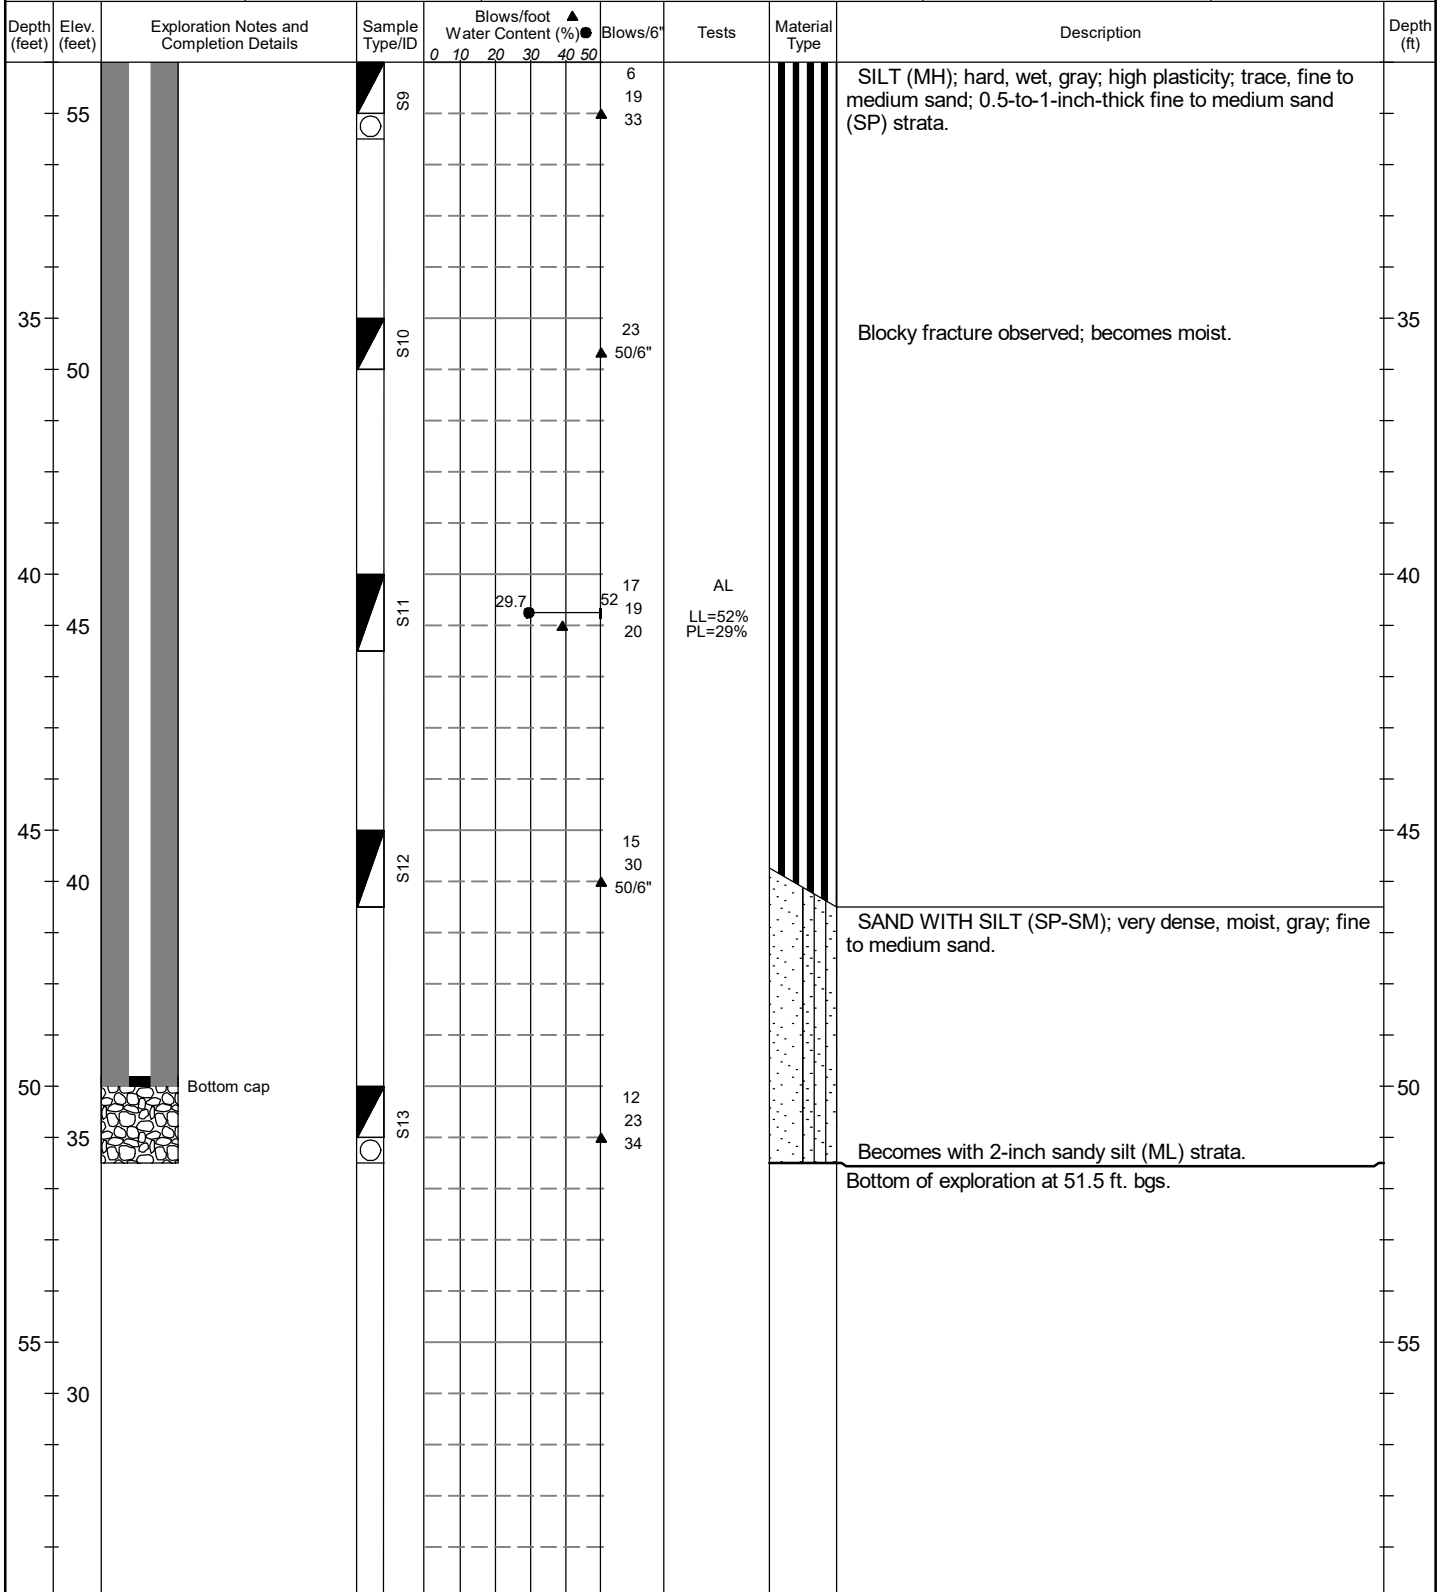 Depth
(feet)
Elev.
(feet)
Exploration Notes and
Completion Details
Sample
Type/ID
Blows/foot ▲
Water Content (%)●
0 10 20 30 40 50
Blows/6"
Tests
Material
Type
Description
Depth
(ft)
S9
6
19
33
SILT (MH); hard, wet, gray; high plasticity; trace, fine to
medium sand; 0.5-to-1-inch-thick fine to medium sand
(SP) strata.
55
35
S10
23
50/6"
Blocky fracture observed; becomes moist.
35
50
40
S11
29.7
52
17
19
20
AL
LL=52%
PL=29%
40
45
45
S12
15
30
50/6"
45
40
SAND WITH SILT (SP-SM); very dense, moist, gray; fine
to medium sand.
50
Bottom cap
S13
12
23
34
50
35
Becomes with 2-inch sandy silt (ML) strata.
Bottom of exploration at 51.5 ft. bgs.
55
55
30